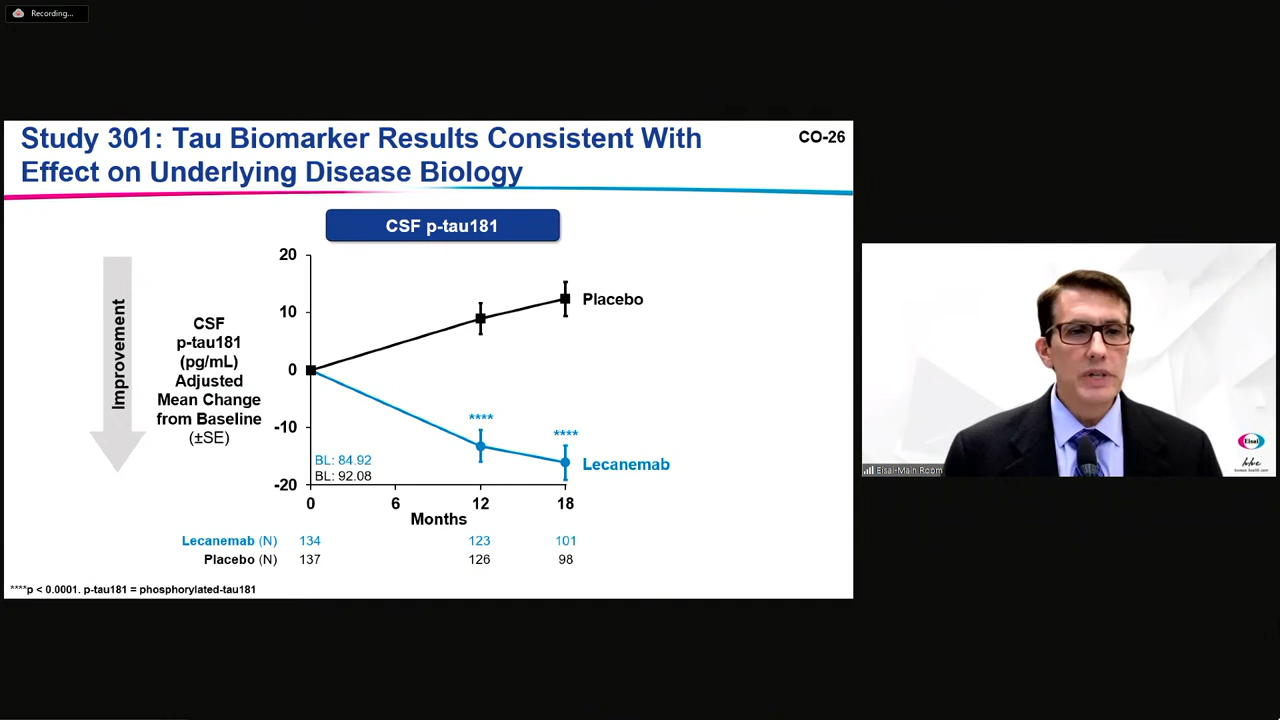 Recording...
Study 301: Tau Biomarker Results Consistent With
Effect on Underlying Disease Biology
CO-26
CSF p-tau181
Improvement
CSF
p-tau181
(pg/mL)
Adjusted
Mean Change
from Baseline
(±SE)
20
10
0
-10
-20
Placebo
****
****
Lecanemab
BL: 84.92
BL: 92.08
0 6 12 18
Months
Lecanemab (N) 134 123 101
Placebo (N) 137 126 98
****p < 0.0001. p-tau181 = phosphorylated-tau181
Eisai
Eisai-Main Room